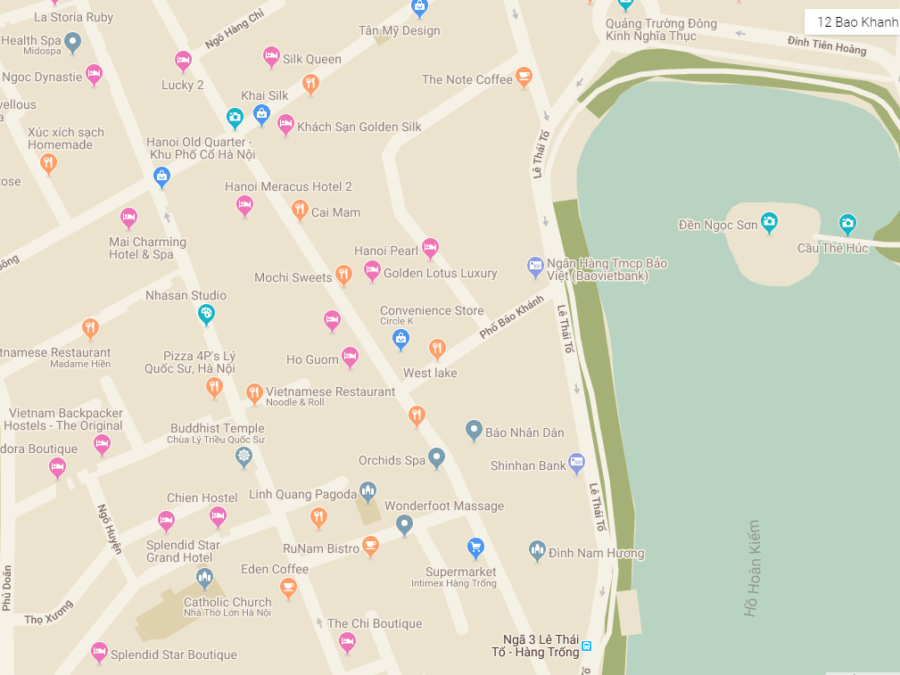 La Storia Ruby
Ngõ Hàng Chỉ
Tân Mỹ Design
Quảng Trường Đông
Kinh Nghĩa Thục
12 Bao Khanh
Đinh Tiên Hoàng
Health Spa
Midospa
Ngoc Dynastie
Lucky 2
Silk Queen
The Note Coffee
Khai Silk
Khách Sạn Golden Silk
vellous
a
Xúc xích sạch
Homemade
Hanoi Old Quarter -
Khu Phố Cổ Hà Nội
Lê Thái Tổ
ose
Hanoi Meracus Hotel 2
Cai Mam
Mai Charming
Hotel & Spa
Đền Ngọc Sơn
Cầu Thê Húc
ông
Hanoi Pearl
Golden Lotus Luxury
Mochi Sweets
Ngân Hàng Tmcp Bảo
Việt (Baovietbank)
Nhasan Studio
Convenience Store
Circle K
Phố Báo Khánh
Lê Thái Tổ
tnamese Restaurant
Madame Hiền
Pizza 4P's Lý
Quốc Sư, Hà Nội
Ho Guom
West lake
Vietnamese Restaurant
Noodle & Roll
Vietnam Backpacker
Hostels - The Original
Buddhist Temple
Chùa Lý Triều Quốc Sư
Báo Nhân Dân
dora Boutique
Orchids Spa
Shinhan Bank
Chien Hostel
Linh Quang Pagoda
Wonderfoot Massage
Lê Thái Tổ
Ngõ Huyện
Splendid Star
Grand Hotel
RuNam Bistro
Đinh Nam Hương
Hồ Hoàn Kiếm
Eden Coffee
Supermarket
Intimex Hàng Trống
Phủ Doãn
Thọ Xương
Catholic Church
Nhà Thờ Lớn Hà Nội
The Chi Boutique
Ngã 3 Lê Thái
Tổ - Hàng Trống
Splendid Star Boutique